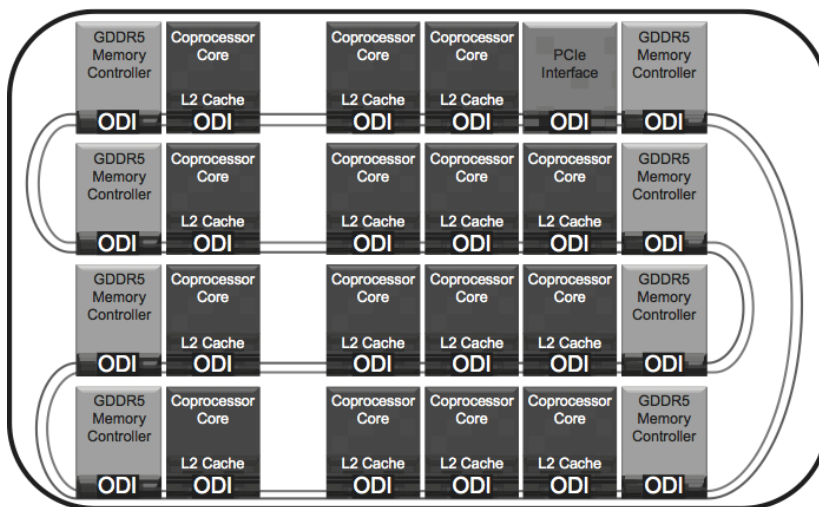 GDDR5
Memory
Controller
ODI
Coprocessor
Core
L2 Cache
ODI
Coprocessor
Core
L2 Cache
ODI
Coprocessor
Core
L2 Cache
ODI
PCIe
Interface
ODI
GDDR5
Memory
Controller
ODI
GDDR5
Memory
Controller
ODI
Coprocessor
Core
L2 Cache
ODI
Coprocessor
Core
L2 Cache
ODI
Coprocessor
Core
L2 Cache
ODI
Coprocessor
Core
L2 Cache
ODI
GDDR5
Memory
Controller
ODI
GDDR5
Memory
Controller
ODI
Coprocessor
Core
L2 Cache
ODI
Coprocessor
Core
L2 Cache
ODI
Coprocessor
Core
L2 Cache
ODI
Coprocessor
Core
L2 Cache
ODI
GDDR5
Memory
Controller
ODI
GDDR5
Memory
Controller
ODI
Coprocessor
Core
L2 Cache
ODI
Coprocessor
Core
L2 Cache
ODI
Coprocessor
Core
L2 Cache
ODI
Coprocessor
Core
L2 Cache
ODI
GDDR5
Memory
Controller
ODI